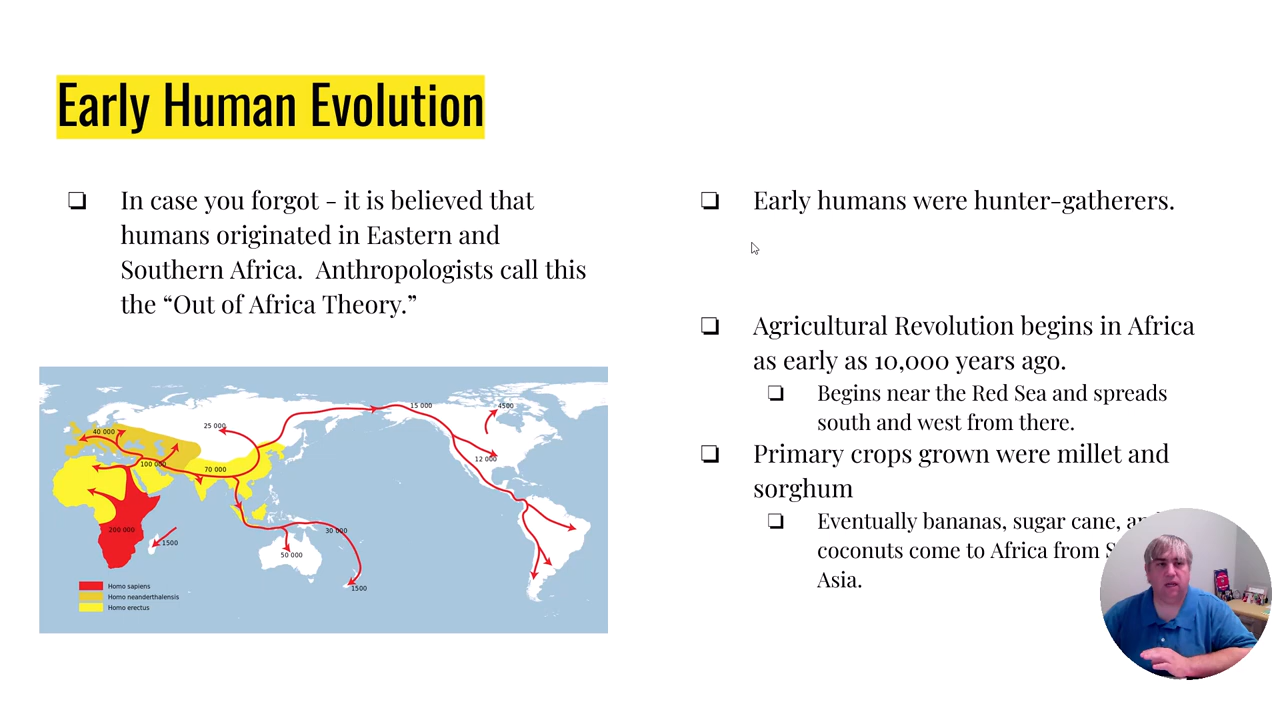 Early Human Evolution
In case you forgot - it is believed that
humans originated in Eastern and
Southern Africa.  Anthropologists call this
the “Out of Africa Theory.”
15 000
4500
25 000
40 000
12 000
100 000
70 000
200 000
1500
30 000
50 000
1500
Homo sapiens
Homo neanderthalensis
Homo erectus
Early humans were hunter-gatherers.
Agricultural Revolution begins in Africa
as early as 10,000 years ago.
Begins near the Red Sea and spreads
south and west from there.
Primary crops grown were millet and
sorghum
Eventually bananas, sugar cane,
coconuts come to Africa from
Asia.